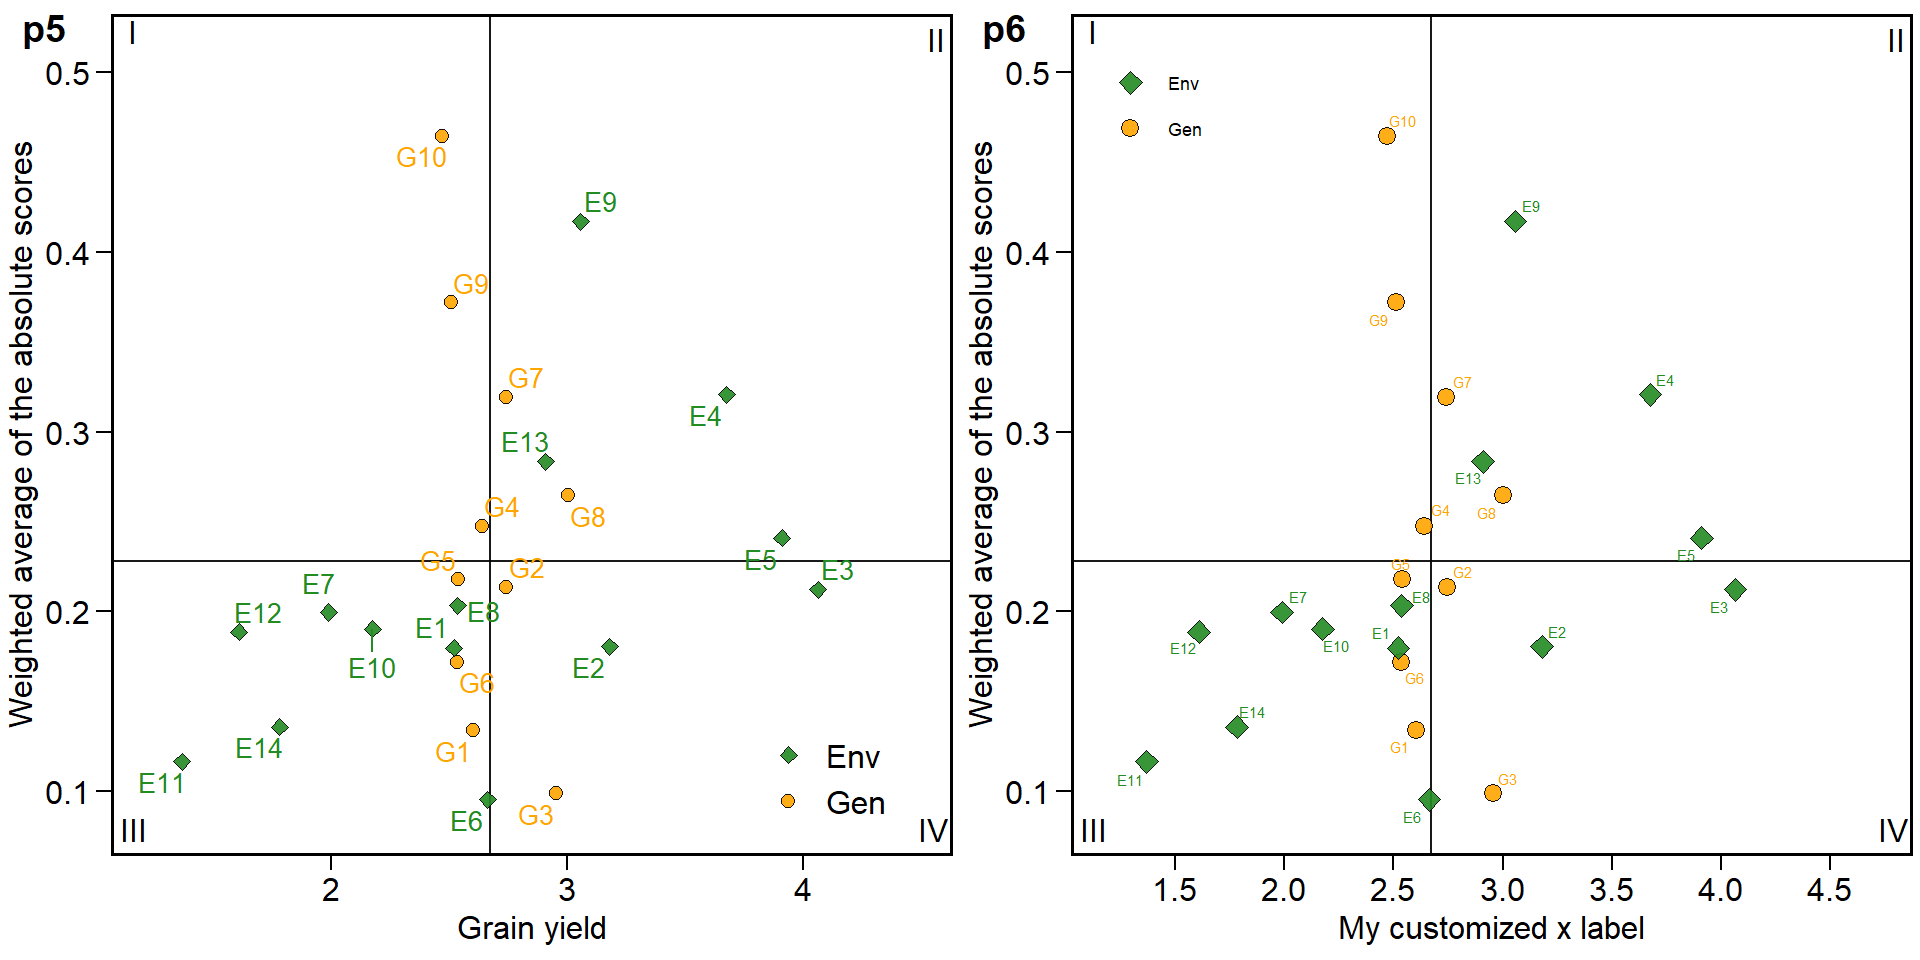 p5
I
II
0.5
0.4
0.3
0.2
0.1
Weighted average of the absolute scores
G10
E9
G9
G7
E4
E13
G4
G8
G5
G2
E5
E3
E7
E12
E8
E1
E10
E2
G6
E14
G1
E11
E6
G3
Env
Gen
III
IV
2 3 4
Grain yield
p6
I
II
Env
Gen
0.5
0.4
0.3
0.2
0.1
Weighted average of the absolute scores
G10
E9
G9
G7
E4
E13
G4
G8
E5
G5
G2
E7
E8
E3
E1
E2
E12
E10
G6
E14
G1
E11
G3
E6
III
IV
1.5 2.0 2.5 3.0 3.5 4.0 4.5
My customized x label